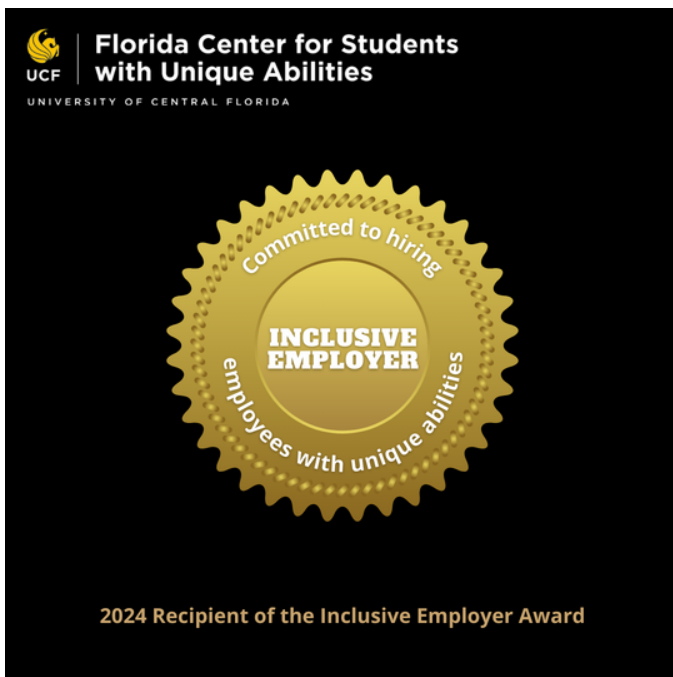 UCF
Florida Center for Students
with Unique Abilities
UNIVERSITY OF CENTRAL FLORIDA
Committed to hiring
INCLUSIVE
EMPLOYER
employees with unique abilities
2024 Recipient of the Inclusive Employer Award